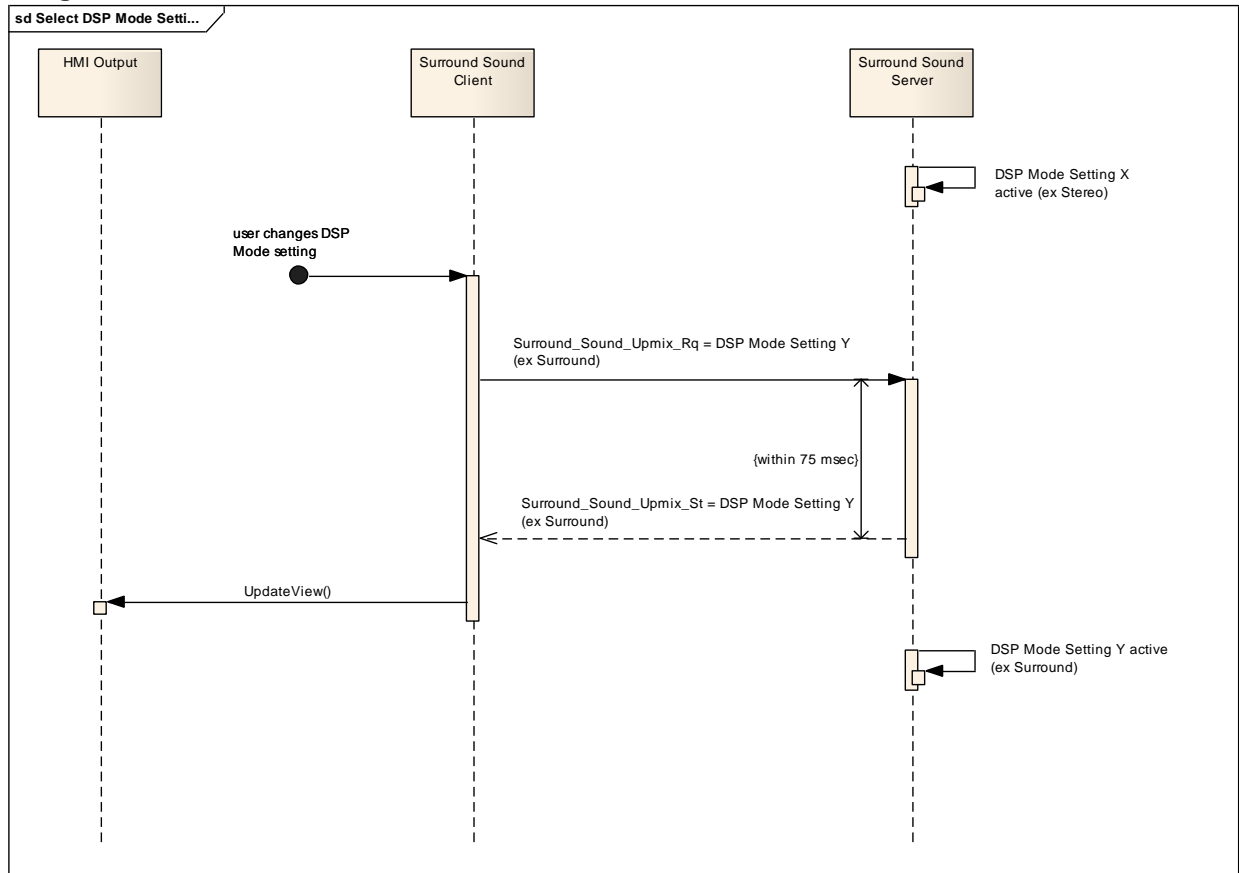 sd Select DSP Mode Setti...
HMI Output
Surround Sound
Client
Surround Sound
Server
DSP Mode Setting X
active (ex Stereo)
user changes DSP
Mode setting
Surround_Sound_Upmix_Rq = DSP Mode Setting Y
(ex Surround)
{within 75 msec}
Surround_Sound_Upmix_St = DSP Mode Setting Y
(ex Surround)
UpdateView()
DSP Mode Setting Y active
(ex Surround)